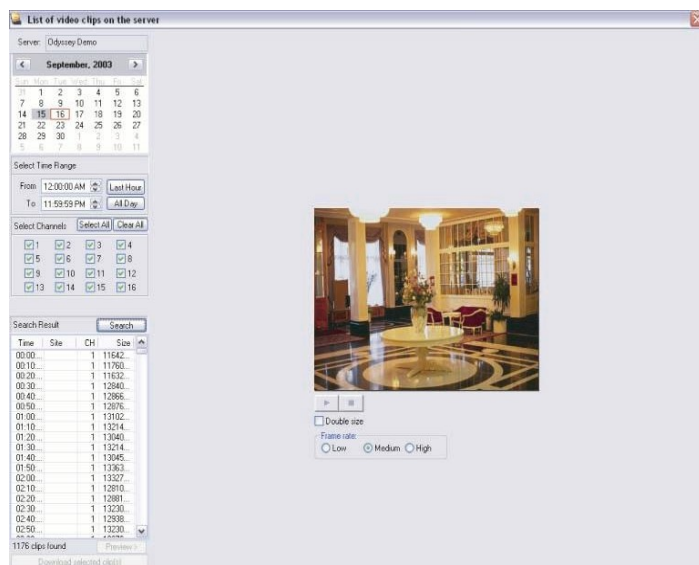 List of video clips on the server
Server: Odyssey Demo
September, 2003
Sun Mon Tue Wed Thu Fri Sat
31 1 2 3 4 5 6
7 8 9 10 11 12 13
14 15 16 17 18 19 20
21 22 23 24 25 26 27
28 29 30 1 2 3 4
5 6 7 8 9 10 11
Select Time Range
From 12:00:00 AM Last Hour
To 11:59:59 PM All Day
Select Channels Select All Clear All
1 2 3 4
5 6 7 8
9 10 11 12
13 14 15 16
Search Result Search
Time Site CH Size
00:00... 1 11642...
00:10... 1 11760...
00:20... 1 11632...
00:30... 1 12840...
00:40... 1 12866...
00:50... 1 12876...
01:00... 1 13102...
01:10... 1 13214...
01:20... 1 13040...
01:30... 1 13214...
01:40... 1 13045...
01:50... 1 13363...
02:00... 1 13327...
02:10... 1 12810...
02:20... 1 12881...
02:30... 1 13230...
02:40... 1 12938...
02:50... 1 13230...
1176 clips found Preview >
Download selected clip(s)
Double size
Frame rate:
Low Medium High